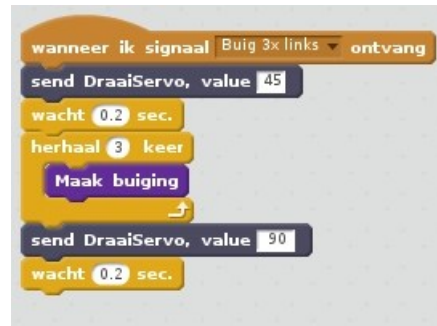 wanneer ik signaal Buig 3x links ontvang
send DraaiServo, value 45
wacht 0.2 sec.
herhaal 3 keer
Maak buiging
send DraaiServo, value 90
wacht 0.2 sec.